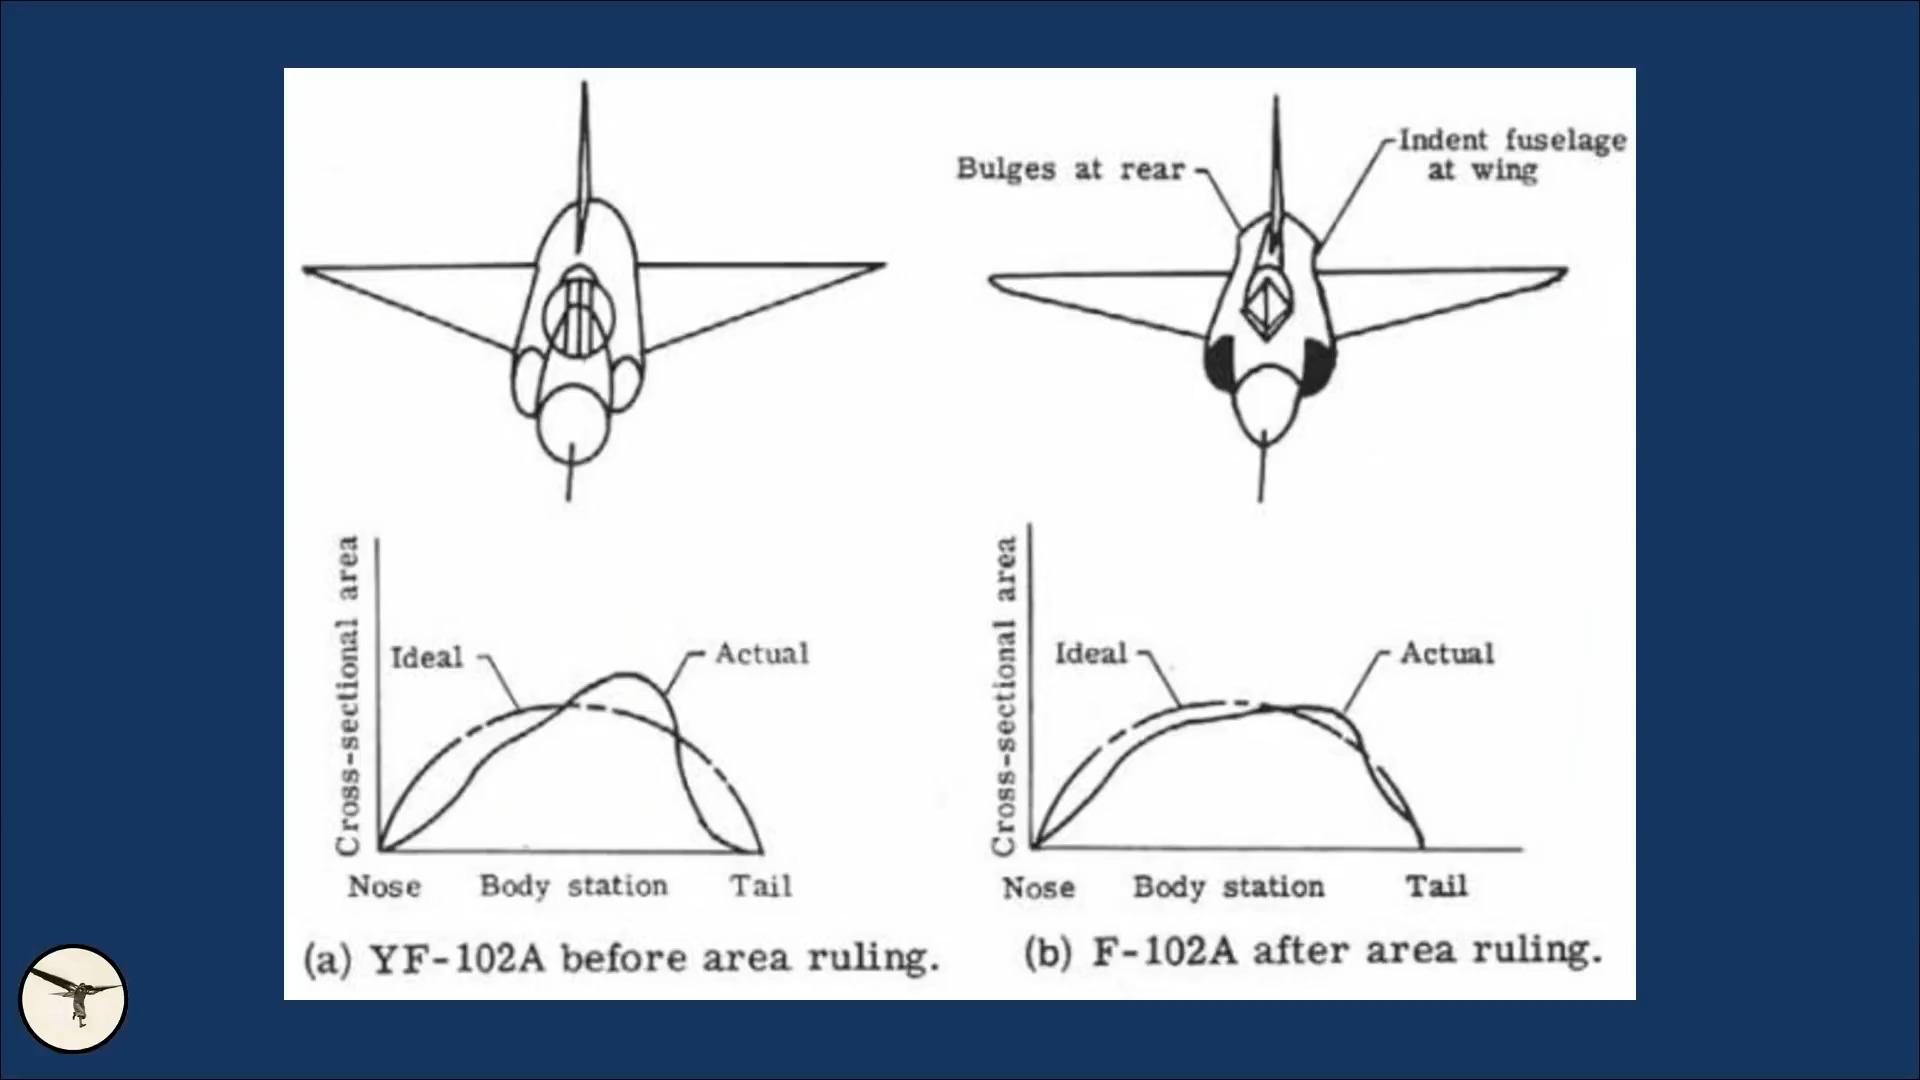 Bulges at rear
Indent fuselage
at wing
Cross-sectional area
Ideal
Actual
Nose
Body station
Tail
(a) YF-102A before area ruling.
Cross-sectional area
Ideal
Actual
Nose
Body station
Tail
(b) F-102A after area ruling.